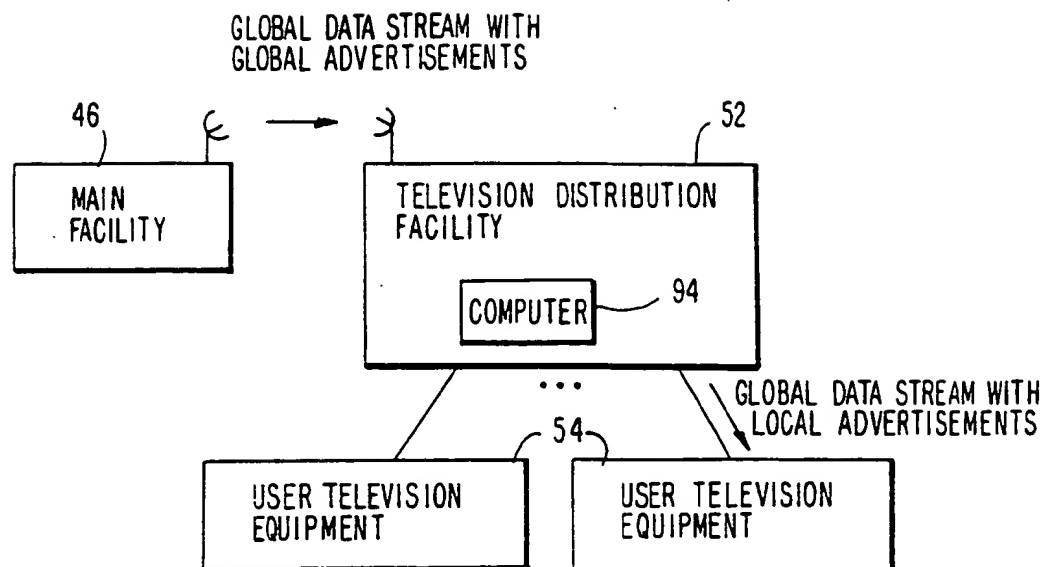 GLOBAL DATA STREAM WITH
GLOBAL ADVERTISEMENTS
46
52
MAIN
FACILITY
TELEVISION DISTRIBUTION
FACILITY
COMPUTER
94
...
GLOBAL DATA STREAM WITH
LOCAL ADVERTISEMENTS
54
USER TELEVISION
EQUIPMENT
USER TELEVISION
EQUIPMENT